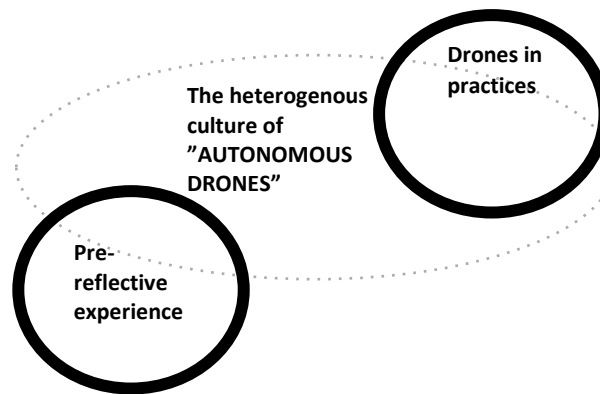 Drones in
practices
The heterogenous
culture of
”AUTONOMOUS
DRONES”
Pre-
reflective
experience